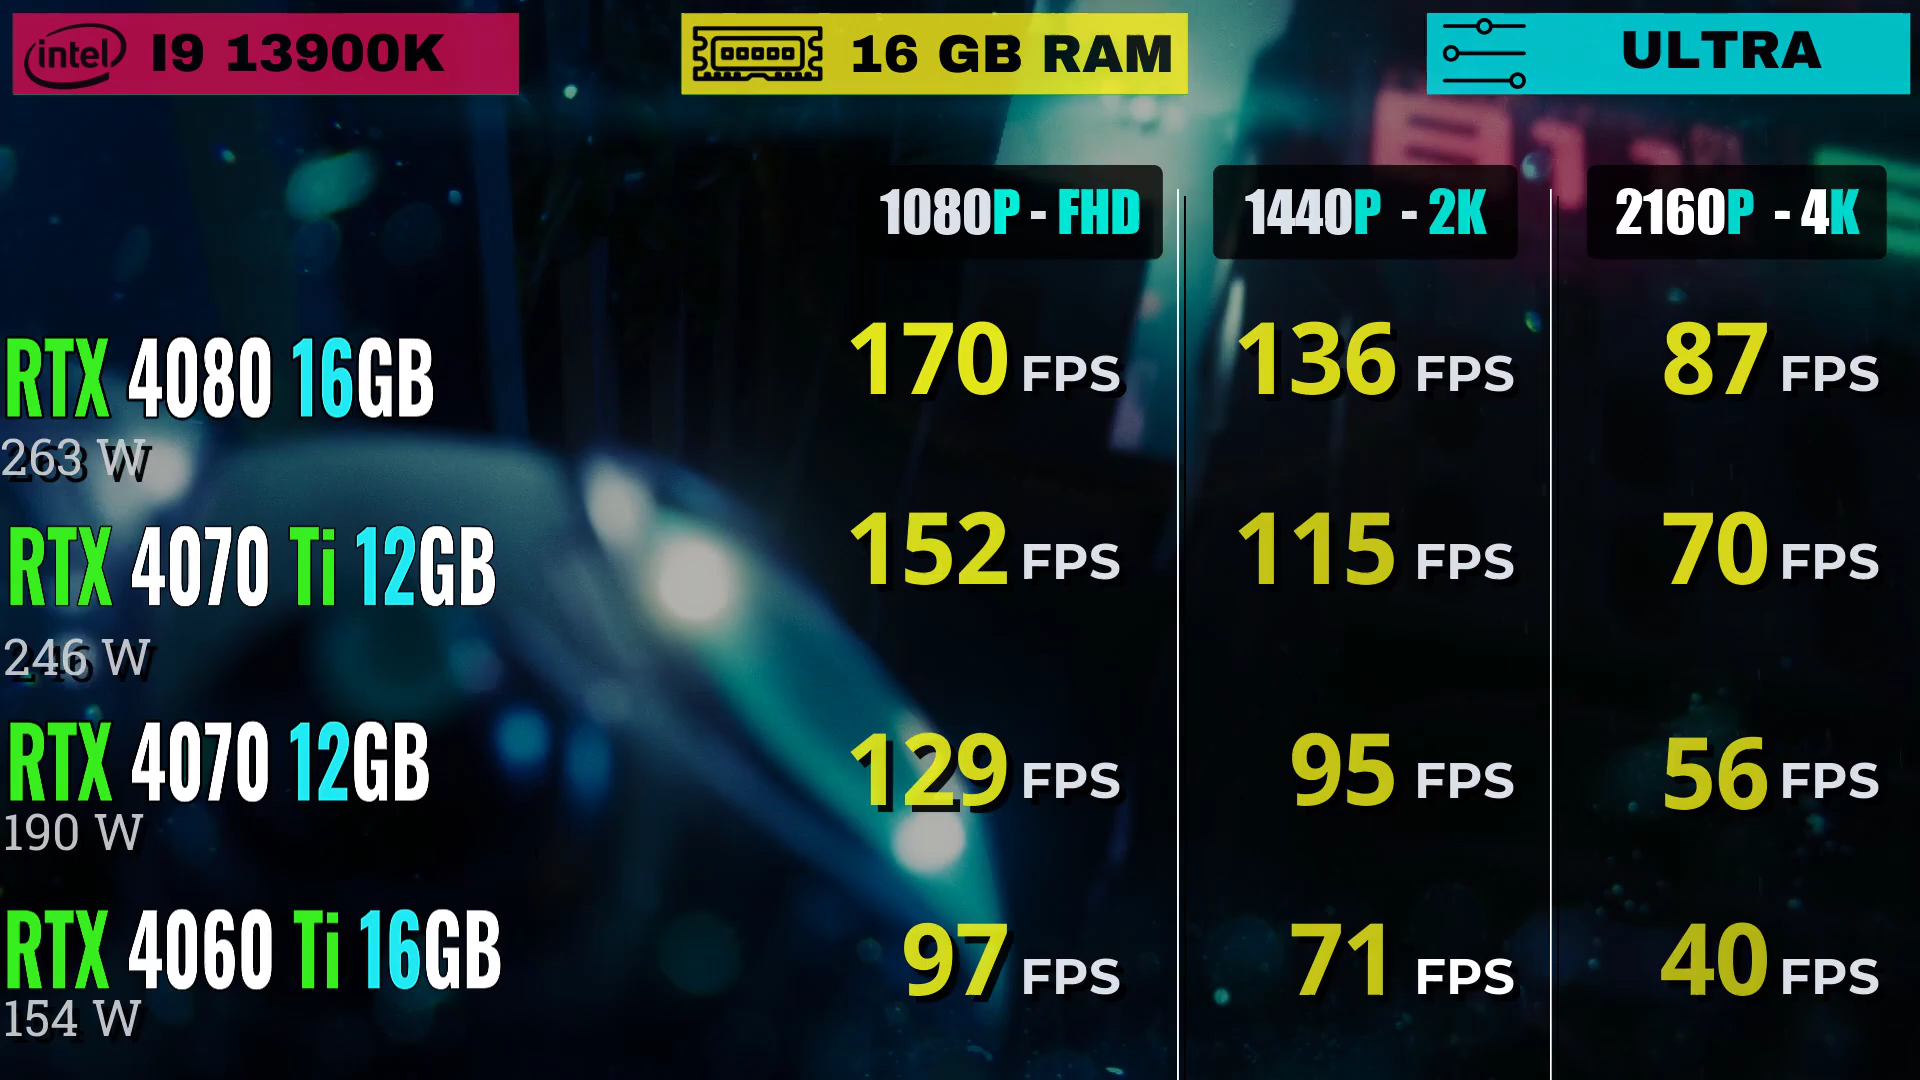 intel I9 13900K
16 GB RAM
ULTRA
1080P - FHD
1440P - 2K
2160P - 4K
RTX 4080 16GB
263 W
170 FPS
136 FPS
87 FPS
RTX 4070 Ti 12GB
246 W
152 FPS
115 FPS
70 FPS
RTX 4070 12GB
190 W
129 FPS
95 FPS
56 FPS
RTX 4060 Ti 16GB
154 W
97 FPS
71 FPS
40 FPS